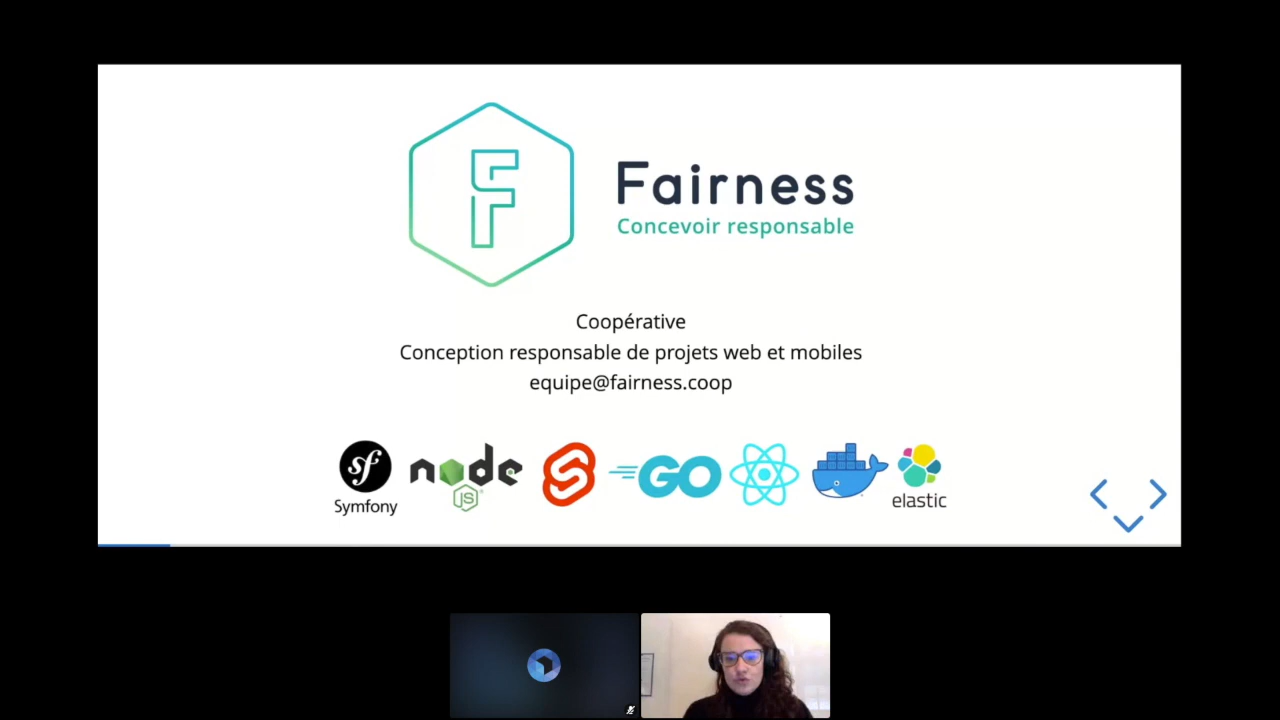 Fairness
Concevoir responsable
Coopérative
Conception responsable de projets web et mobiles
equipe@fairness.coop
sf
node
JS
GO
Symfony
elastic